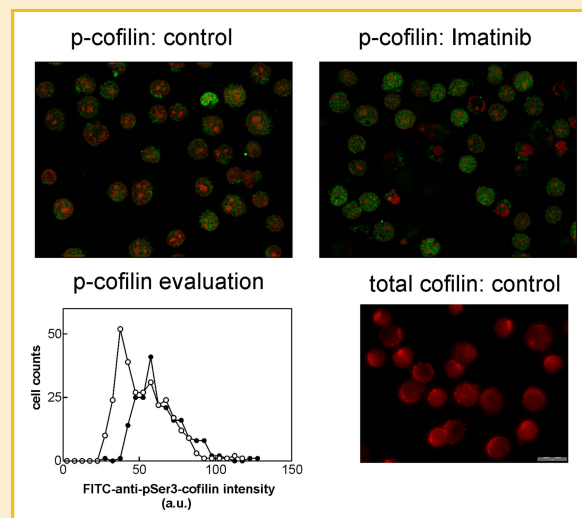 p-cofilin: control
p-cofilin: Imatinib
p-cofilin evaluation
total cofilin: control
cell counts
50
25
0
0
50
100
150
FITC-anti-pSer3-cofilin intensity
(a.u.)